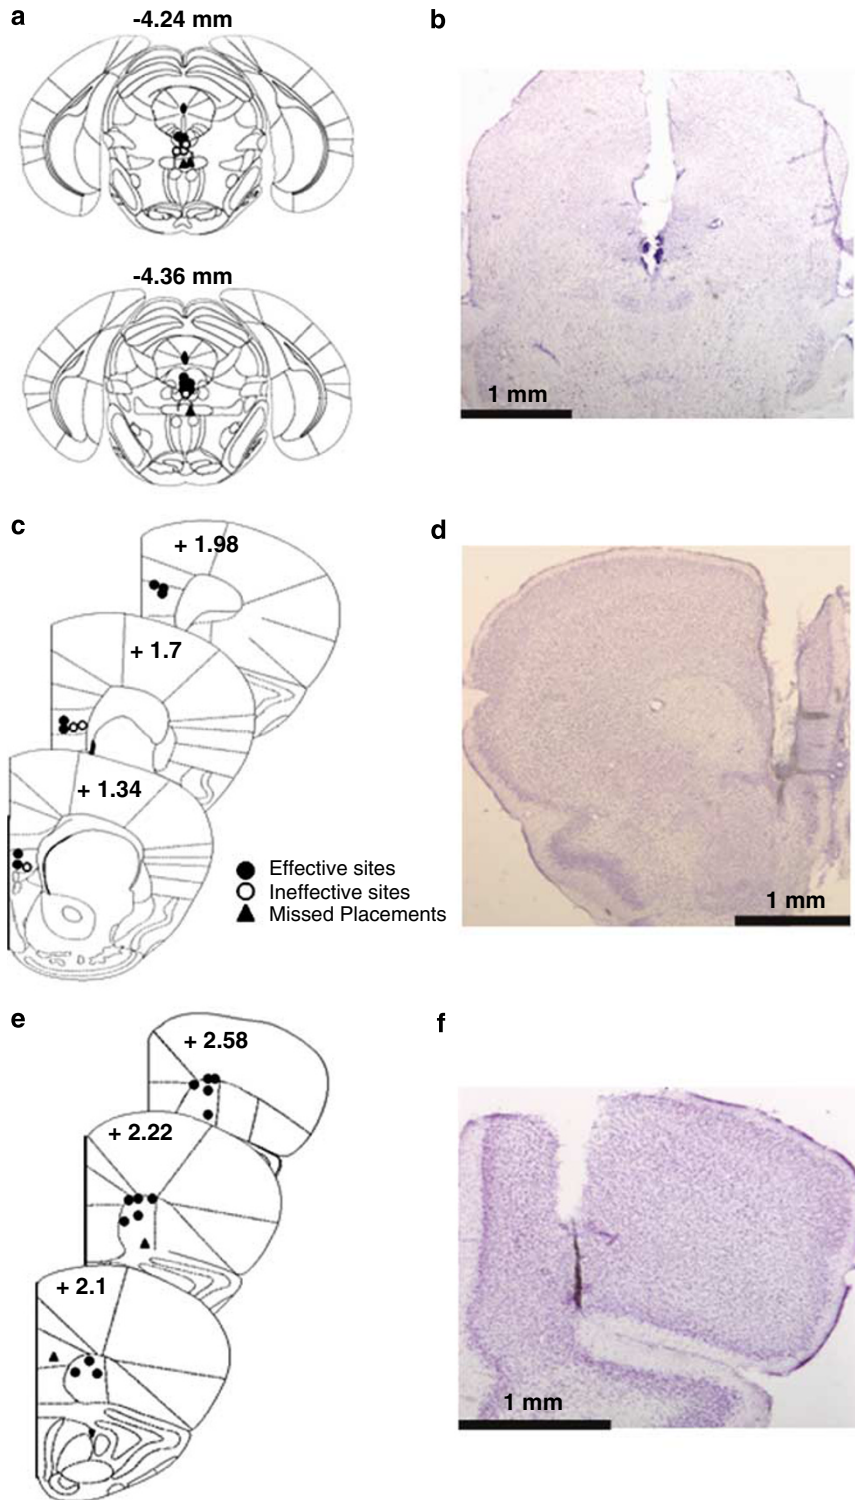 a
-4.24 mm
-4.36 mm
b
1 mm
c
+ 1.98
+ 1.7
+ 1.34
Effective sites
Ineffective sites
Missed Placements
d
1 mm
e
+ 2.58
+ 2.22
+ 2.1
f
1 mm